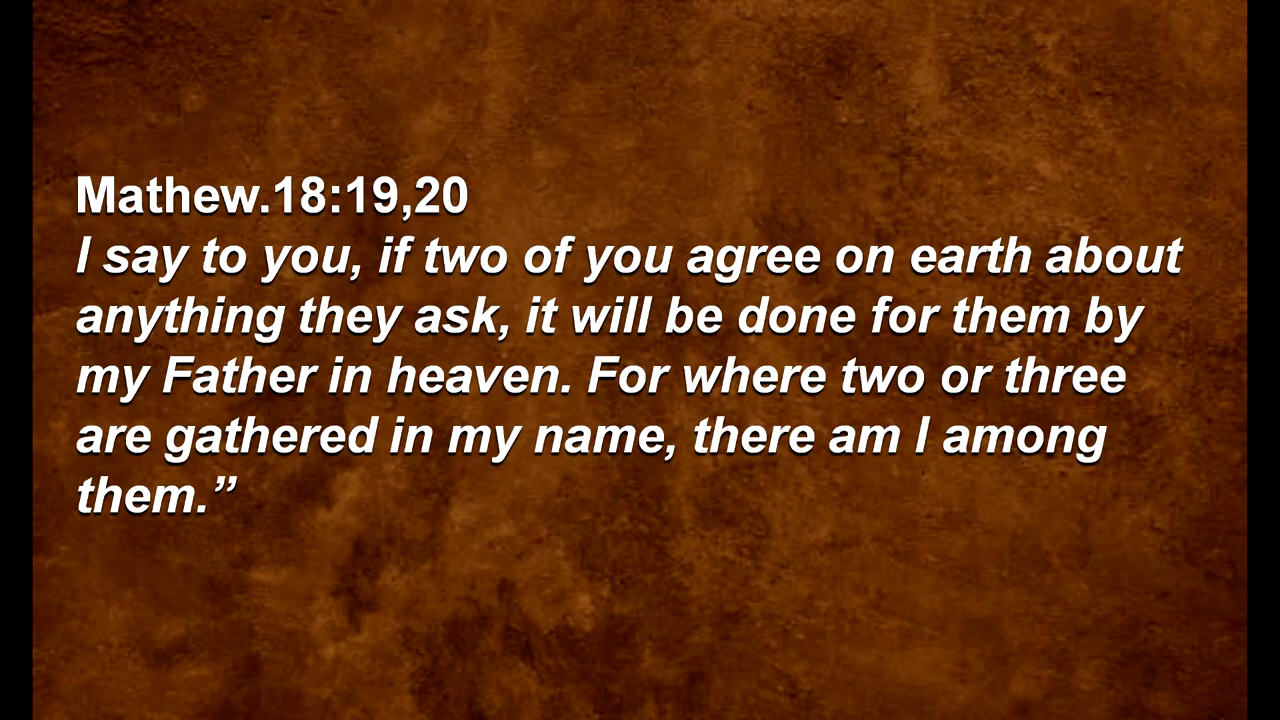 Mathew.18:19,20
I say to you, if two of you agree on earth about
anything they ask, it will be done for them by
my Father in heaven. For where two or three
are gathered in my name, there am I among
them.”